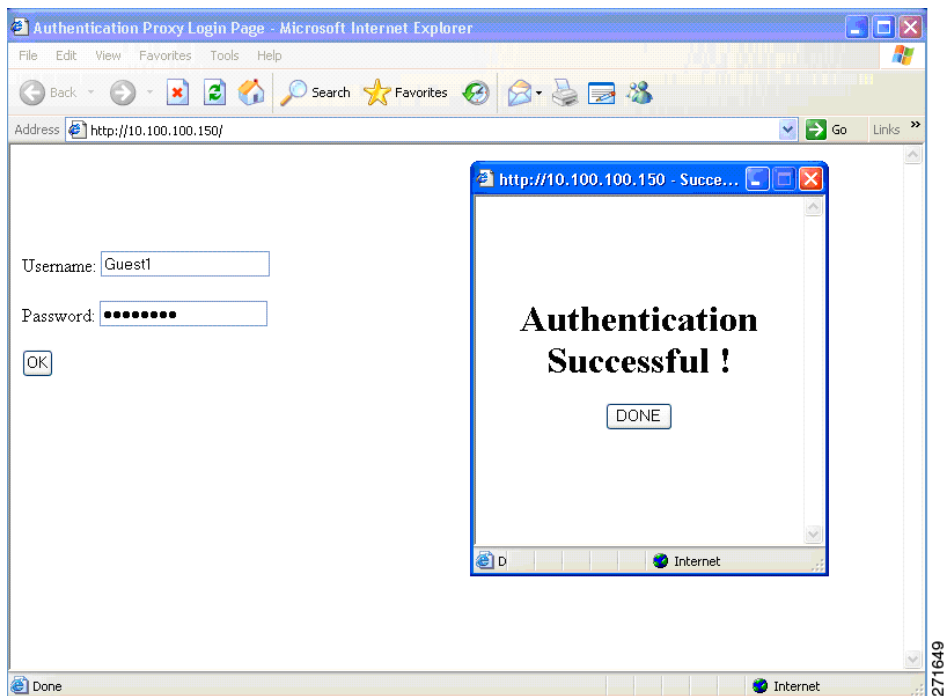 Authentication Proxy Login Page - Microsoft Internet Explorer
File Edit View Favorites Tools Help
Back Search Favorites
Address http://10.100.100.150/ Go Links »
http://10.100.100.150 - Succe...
Username: Guest1
Password: ●●●●●●●●
OK
Authentication
Successful !
DONE
D Internet
Done Internet
271649